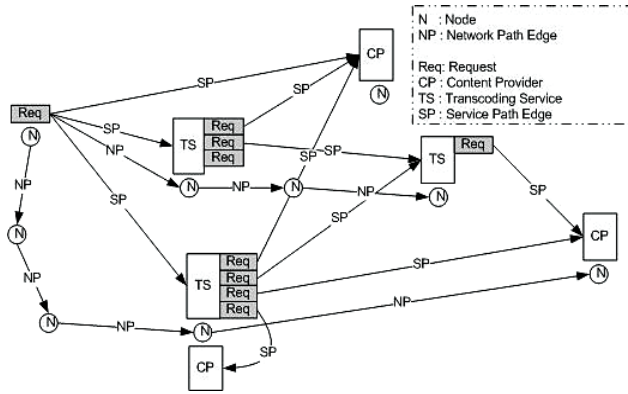 N : Node
NP : Network Path Edge
Req: Request
CP : Content Provider
TS : Transcoding Service
SP : Service Path Edge
CP
SP
SP
N
Req
SP
TS
Req
Req
Req
N
NP
SP
SP
TS
Req
NP
SP
N
NP
N
NP
N
SP
SP
N
CP
NP
TS
Req
Req
Req
Req
SP
N
NP
N
NP
N
SP
CP